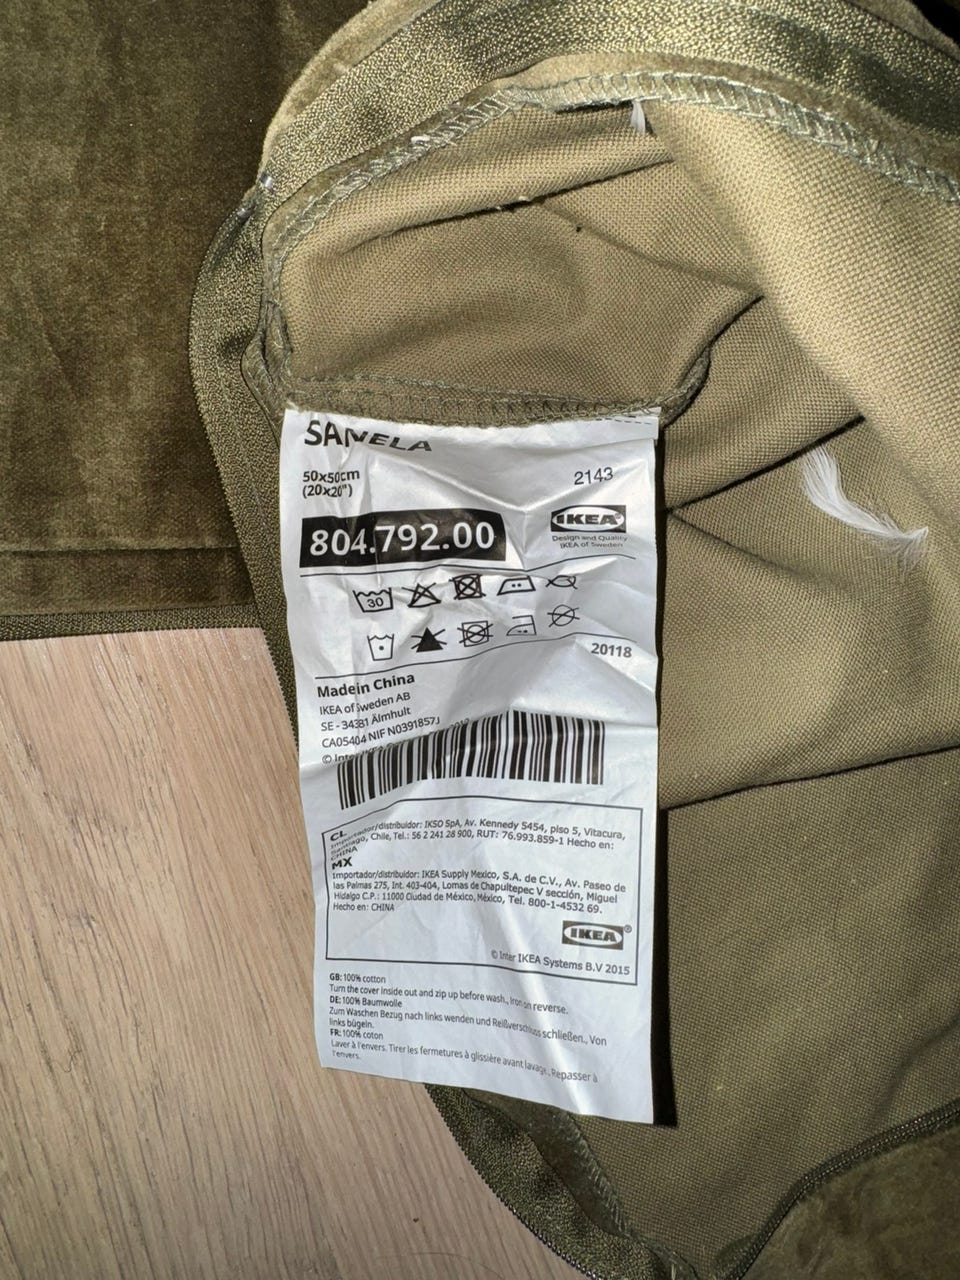 SANELA
50x50cm
(20x20")
2143
804.792.00
IKEA
Design and Quality
IKEA of Sweden
30
20118
Made in China
IKEA of Sweden AB
SE - 34381 Älmhult
CA05404 NIF N0391857J
© Inter IKEA
CL
Importador/distribuidor: IKSO SpA, Av. Kennedy 5454, piso 5, Vitacura,
Santiago, Chile, Tel.: 56 2 241 28 900, RUT: 76.993.859-1 Hecho en:
CHINA
MX
Importador/distribuidor: IKEA Supply Mexico, S.A. de C.V., Av. Paseo de
las Palmas 275, Int. 403-404, Lomas de Chapultepec V sección, Miguel
Hidalgo C.P.: 11000 Ciudad de México, México, Tel. 800-1-4532 69.
Hecho en: CHINA
IKEA®
© Inter IKEA Systems B.V 2015
GB: 100% cotton
Turn the cover inside out and zip up before wash., Iron on reverse.
DE: 100% Baumwolle
Zum Waschen Bezug nach links wenden und Reißverschluss schließen., Von
links bügeln.
FR: 100% coton
Laver à l'envers. Tirer les fermetures à glissière avant lavage., Repasser à
l'envers.